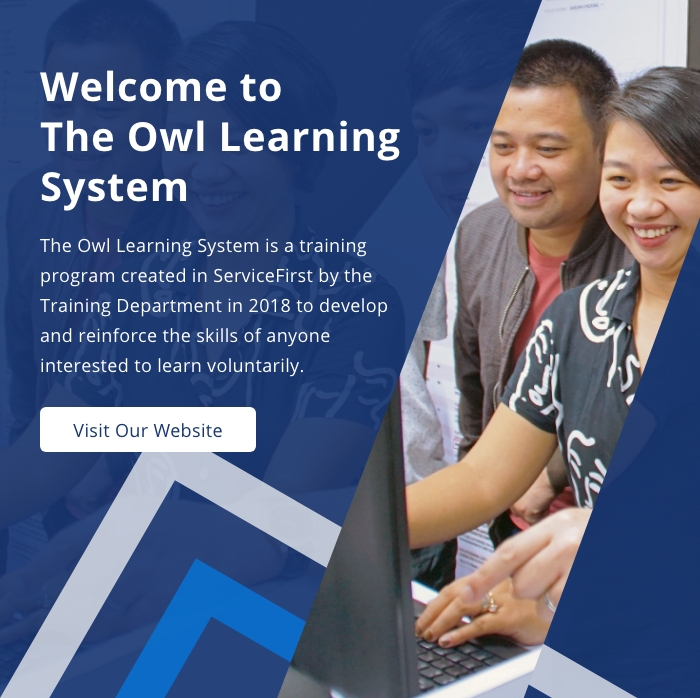 Welcome to
The Owl Learning
System
The Owl Learning System is a training
program created in ServiceFirst by the
Training Department in 2018 to develop
and reinforce the skills of anyone
interested to learn voluntarily.
Visit Our Website